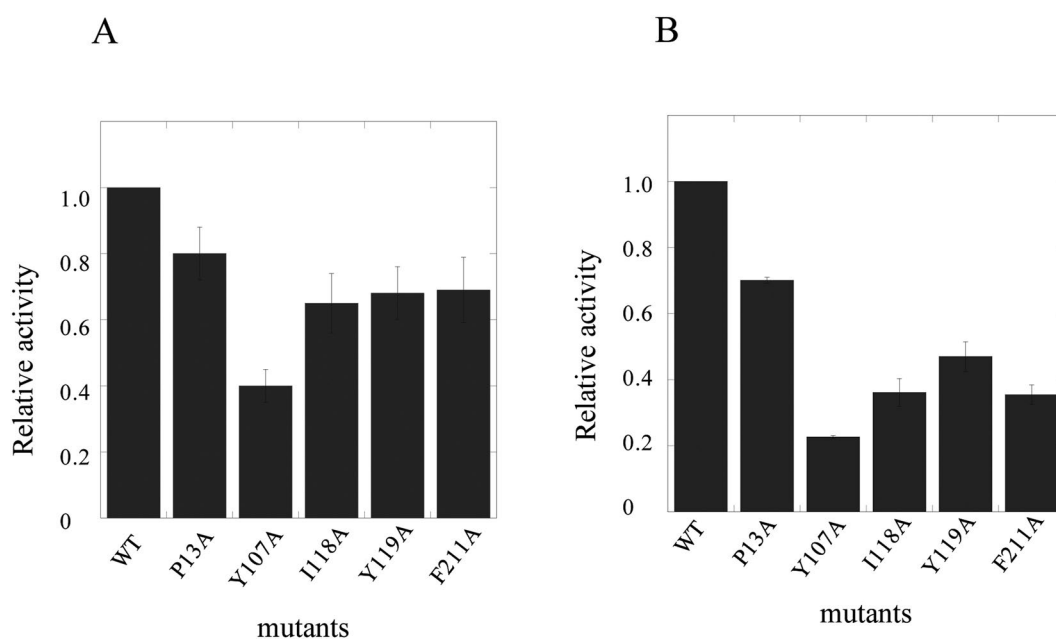 A
Relative activity
1.0
0.8
0.6
0.4
0.2
0
WT
P13A
Y107A
I118A
Y119A
F211A
mutants
B
Relative activity
1.0
0.8
0.6
0.4
0.2
0
WT
P13A
Y107A
I118A
Y119A
F211A
mutants